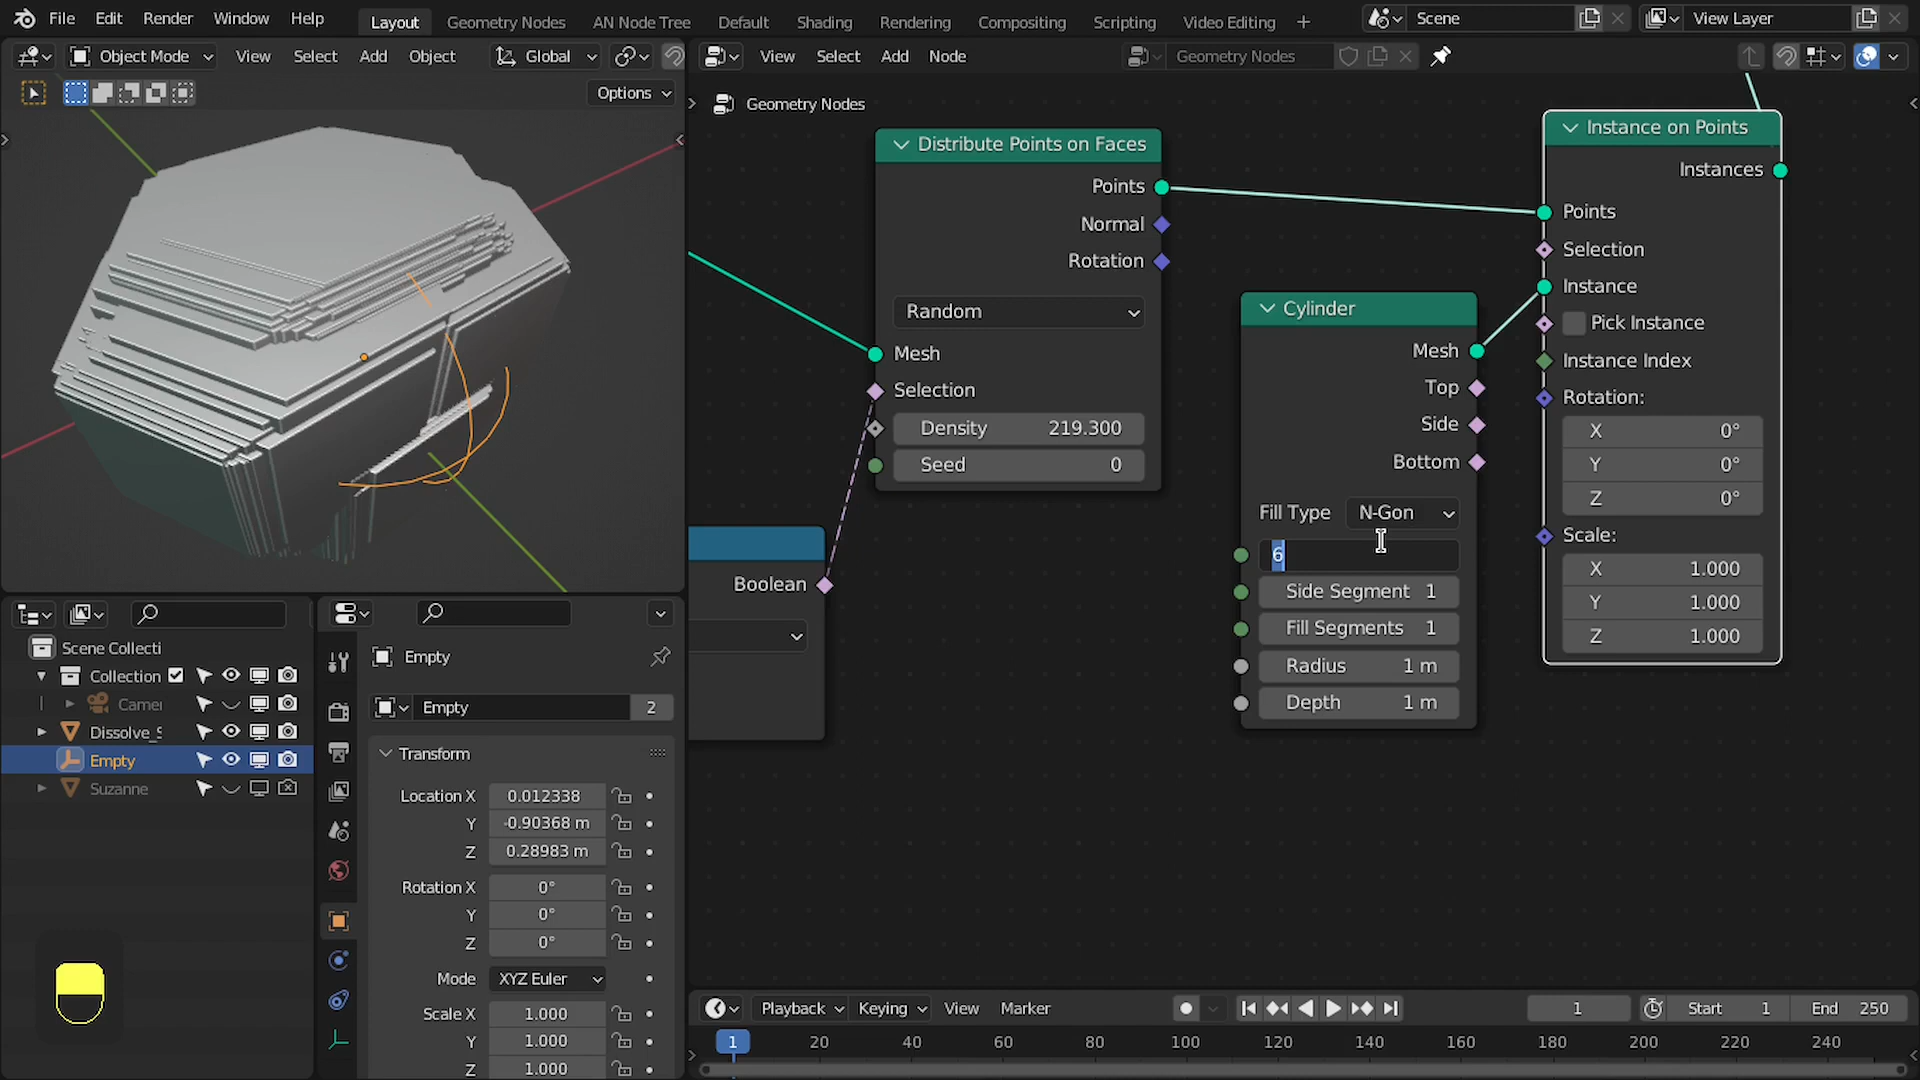 File Edit Render Window Help Layout Geometry Nodes AN Node Tree Default Shading Rendering Compositing Scripting Video Editing + Scene View Layer
Object Mode View Select Add Object Global
View Select Add Node Geometry Nodes
Options
Geometry Nodes
Distribute Points on Faces
Points
Normal
Rotation
Random
Mesh
Selection
Density 219.300
Seed 0
Boolean
Cylinder
Mesh
Top
Side
Bottom
Fill Type N-Gon
6
Side Segment 1
Fill Segments 1
Radius 1 m
Depth 1 m
Instance on Points
Instances
Points
Selection
Instance
Pick Instance
Instance Index
Rotation:
X 0°
Y 0°
Z 0°
Scale:
X 1.000
Y 1.000
Z 1.000
Scene Collecti
Collection
Camer
Dissolve_S
Empty
Suzanne
Empty
Empty 2
Transform
Location X 0.012338
Y -0.90368 m
Z 0.28983 m
Rotation X 0°
Y 0°
Z 0°
Mode XYZ Euler
Scale X 1.000
Y 1.000
Z 1.000
Playback Keying View Marker 1 Start 1 End 250
1 20 40 60 80 100 120 140 160 180 200 220 240